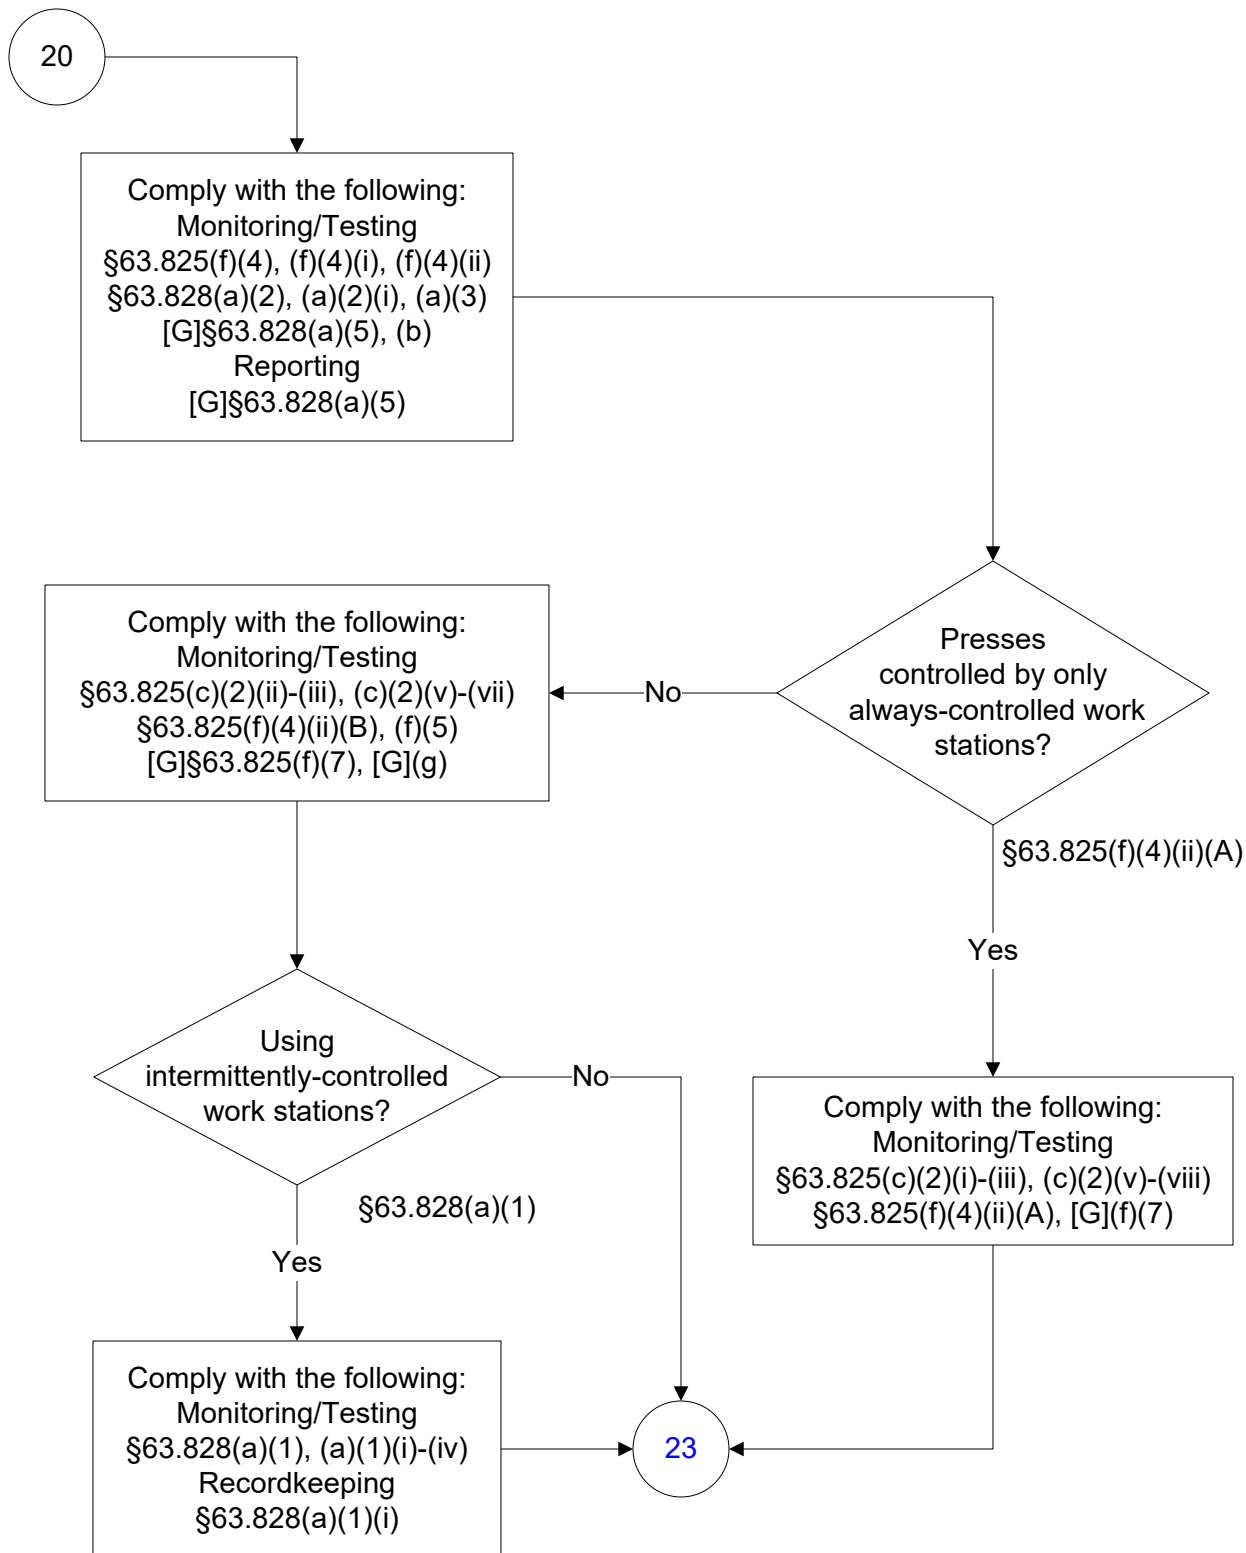 20
Comply with the following:
Monitoring/Testing
§63.825(f)(4), (f)(4)(i), (f)(4)(ii)
§63.828(a)(2), (a)(2)(i), (a)(3)
[G]§63.828(a)(5), (b)
Reporting
[G]§63.828(a)(5)
Presses
controlled by only
always-controlled work
stations?
No
Comply with the following:
Monitoring/Testing
§63.825(c)(2)(ii)-(iii), (c)(2)(v)-(vii)
§63.825(f)(4)(ii)(B), (f)(5)
[G]§63.825(f)(7), [G](g)
§63.825(f)(4)(ii)(A)
Yes
Using
intermittently-controlled
work stations?
No
§63.828(a)(1)
Yes
Comply with the following:
Monitoring/Testing
§63.825(c)(2)(i)-(iii), (c)(2)(v)-(viii)
§63.825(f)(4)(ii)(A), [G](f)(7)
Comply with the following:
Monitoring/Testing
§63.828(a)(1), (a)(1)(i)-(iv)
Recordkeeping
§63.828(a)(1)(i)
23